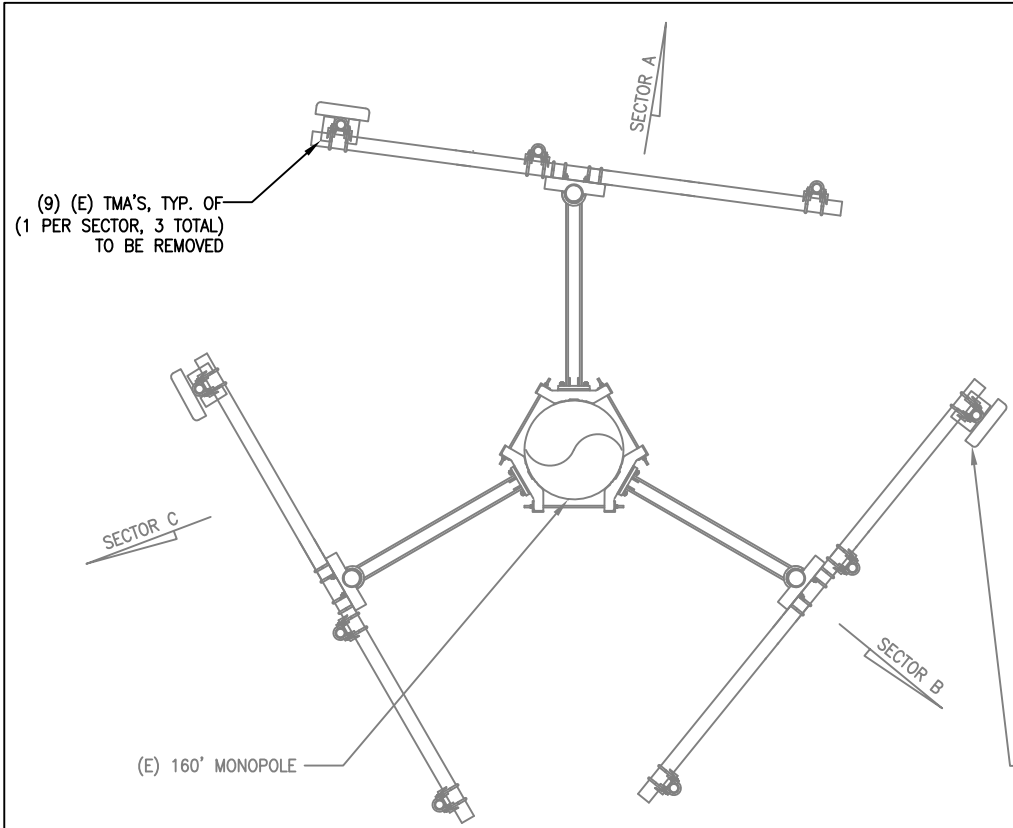 SECTOR A
(9) (E) TMA'S, TYP. OF
(1 PER SECTOR, 3 TOTAL)
TO BE REMOVED
SECTOR C
SECTOR B
(E) 160' MONOPOLE